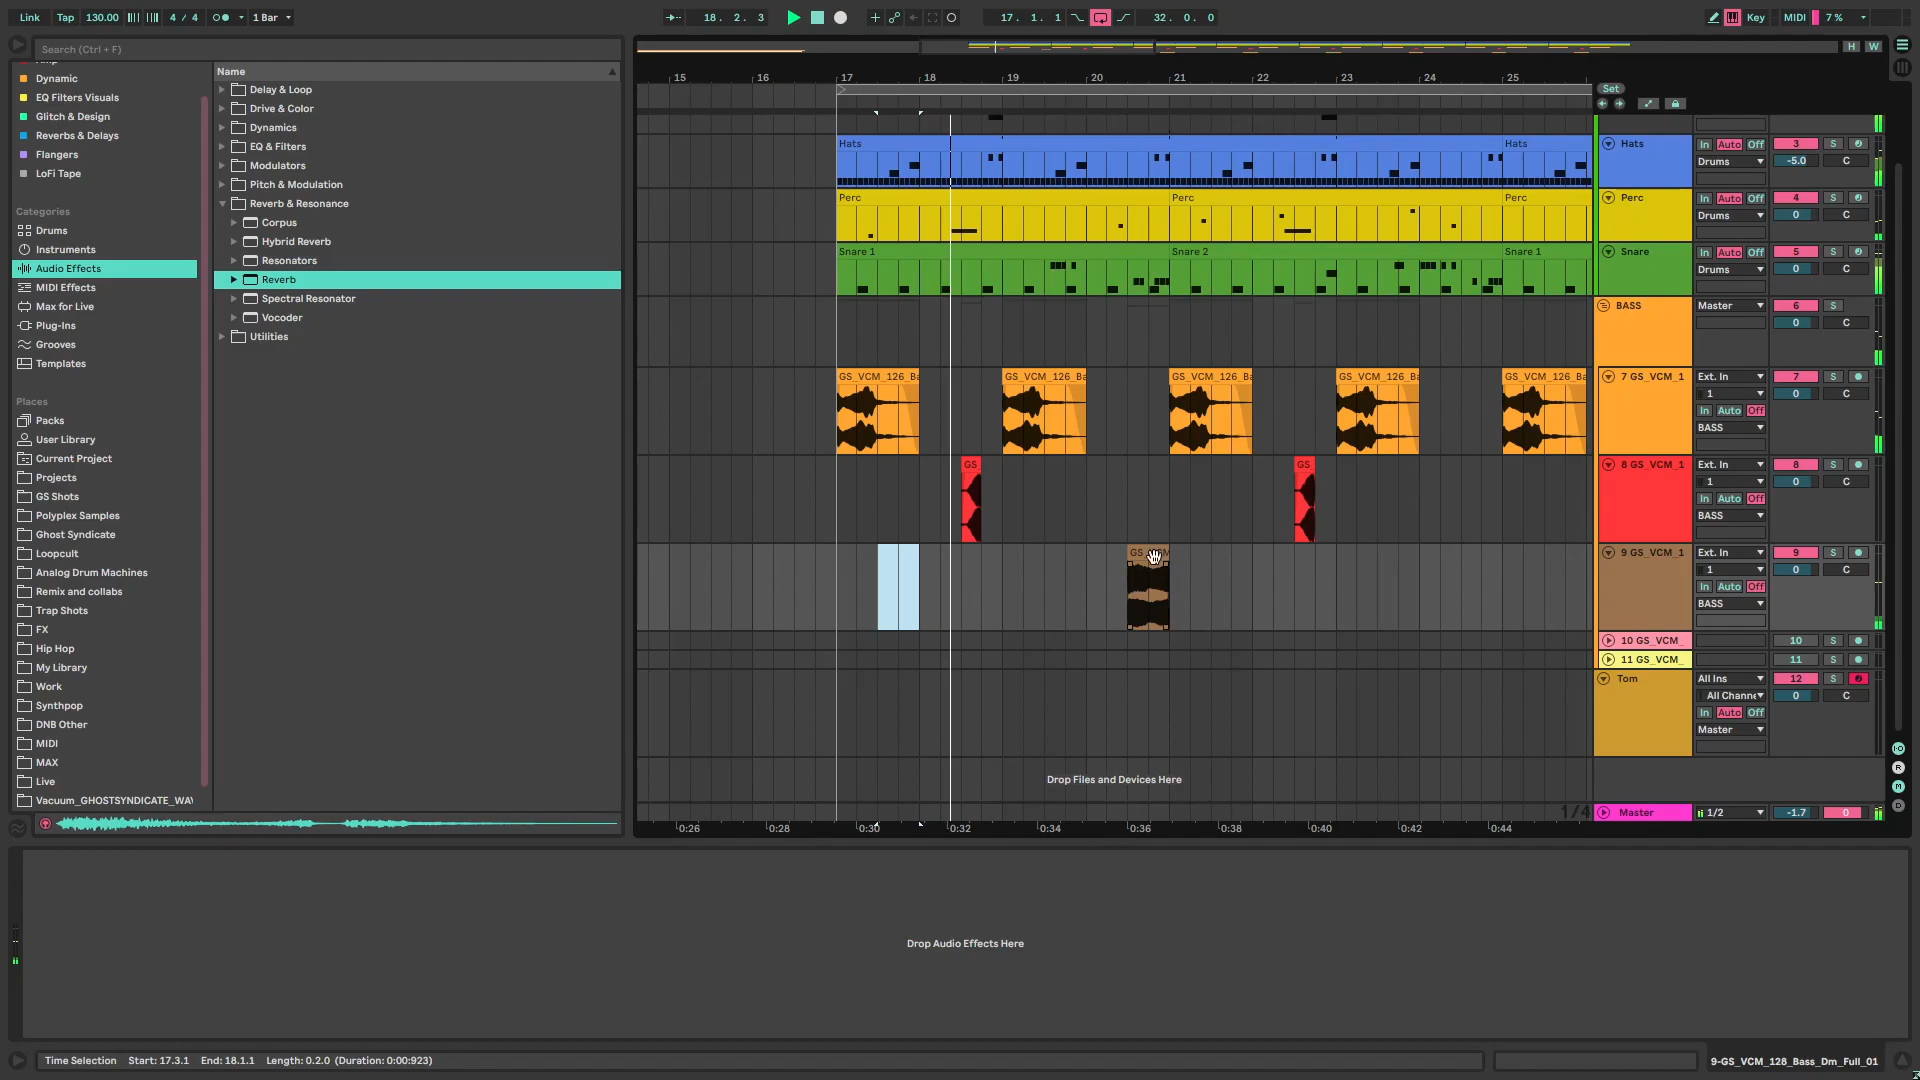 Link Tap 130.00 4 / 4 1 Bar 18. 2. 3 17. 1. 1 32. 0. 0 Key MIDI 7 %
Search (Ctrl + F)
H W
Dynamic
EQ Filters Visuals
Glitch & Design
Reverbs & Delays
Flangers
LoFi Tape
Categories
Drums
Instruments
Audio Effects
MIDI Effects
Max for Live
Plug-Ins
Grooves
Templates
Places
Packs
User Library
Current Project
Projects
GS Shots
Polyplex Samples
Ghost Syndicate
Loopcult
Analog Drum Machines
Remix and collabs
Trap Shots
FX
Hip Hop
My Library
Work
Synthpop
DNB Other
MIDI
MAX
Live
Vacuum_GHOSTSYNDICATE_WAV
Name
Delay & Loop
Drive & Color
Dynamics
EQ & Filters
Modulators
Pitch & Modulation
Reverb & Resonance
Corpus
Hybrid Reverb
Resonators
Reverb
Spectral Resonator
Vocoder
Utilities
15 16 17 18 19 20 21 22 23 24 25
Set
Hats Hats
Perc Perc Perc
Snare 1 Snare 2 Snare 1
GS_VCM_126_Ba GS_VCM_126_Ba GS_VCM_126_Ba GS_VCM_126_Ba GS_VCM_126_Ba
GS GS
Drop Files and Devices Here
1/4
0:26 0:28 0:30 0:32 0:34 0:36 0:38 0:40 0:42 0:44
Hats In Auto Off 3 S
Drums -5.0 C
Perc In Auto Off 4 S
Drums 0 C
Snare In Auto Off 5 S
Drums 0 C
BASS Master 6 S
0 C
7 GS_VCM_1 Ext. In 7 S
1 0 C
In Auto Off
BASS
8 GS_VCM_1 Ext. In 8 S
1 0 C
In Auto Off
BASS
9 GS_VCM_1 Ext. In 9 S
1 0 C
In Auto Off
BASS
10 GS_VCM_ 10 S
11 GS_VCM_ 11 S
Tom All Ins 12 S
All Channe 0 C
In Auto Off
Master
R
M
D
Master 1/2 -1.7 0
Drop Audio Effects Here
Time Selection Start: 17.3.1 End: 18.1.1 Length: 0.2.0 (Duration: 0:00:923)
9-GS_VCM_128_Bass_Dm_Full_01